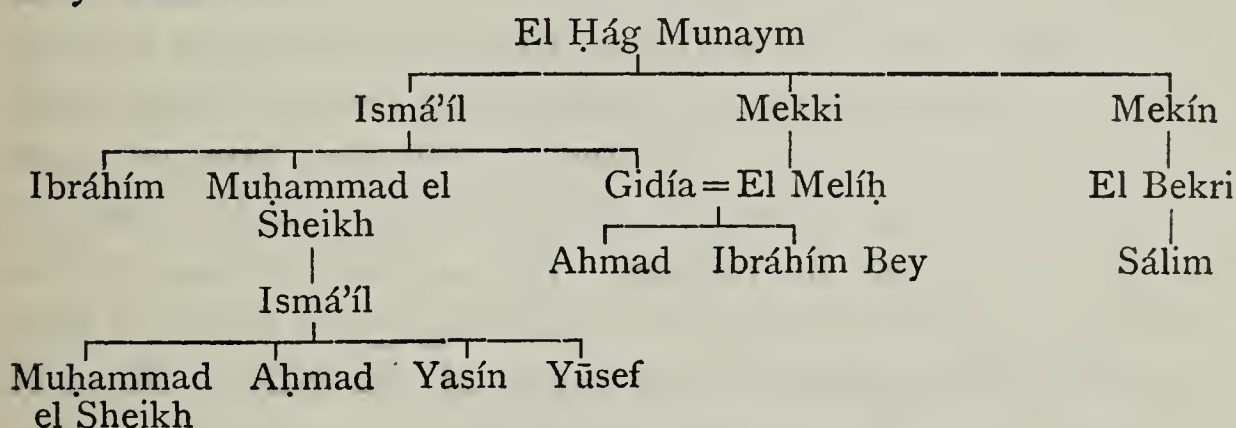 El Ḥág Munaym
Ismá’íl Mekki Mekín
Ibráhím Muḥammad el Sheikh Gidía=El Melíḥ El Bekri
Ahmad Ibráhím Bey Sálim
Ismá’íl
Muḥammad el Sheikh Aḥmad Yasín Yūsef